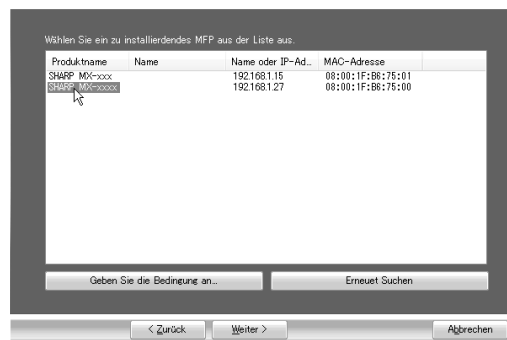 Wählen Sie ein zu installierdendes MFP aus der Liste aus.
Produktname Name Name oder IP-Ad... MAC-Adresse
SHARP MX-xxx 192.168.1.15 08:00:1F:B6:75:01
SHARP MX-xxxx 192.168.1.27 08:00:1F:B6:75:00
Geben Sie die Bedingung an... Erneuet Suchen
< Zurück Weiter > Abbrechen